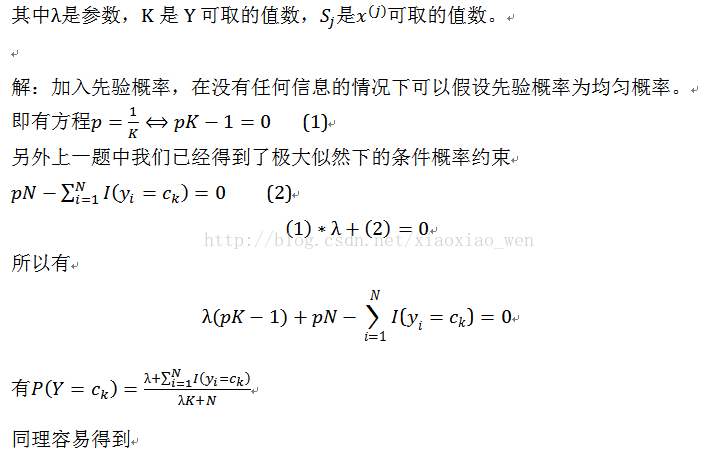 其中λ是参数，K 是 Y 可取的值数，$S_j$是$x^{(j)}$可取的值数。
解：加入先验概率，在没有任何信息的情况下可以假设先验概率为均匀概率。
即有方程$p = \frac{1}{K} \Leftrightarrow pK - 1 = 0$ (1)
另外上一题中我们已经得到了极大似然下的条件概率约束
$pN - \sum_{i=1}^{N} I(y_i = c_k) = 0$ (2)
$(1) * λ + (2) = 0$
http://blog.csdn.net/xiaoxiao_wen
所以有
$λ(pK - 1) + pN - \sum_{i=1}^{N} I(y_i = c_k) = 0$
有$P(Y = c_k) = \frac{λ + \sum_{i=1}^{N} I(y_i = c_k)}{λK + N}$
同理容易得到